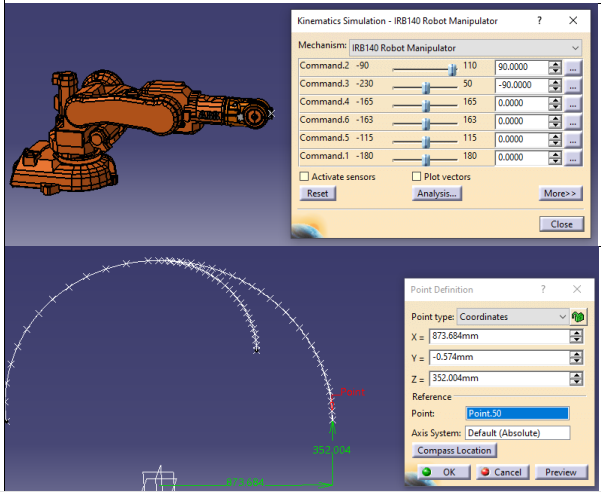 Kinematics Simulation - IRB140 Robot Manipulator ? ×
Mechanism: IRB140 Robot Manipulator
Command.2 -90 110 90.0000 ...
Command.3 -230 50 -90.0000 ...
Command.4 -165 165 0.0000 ...
Command.6 -163 163 0.0000 ...
Command.5 -115 115 0.0000 ...
Command.1 -180 180 0.0000 ...
Activate sensors Plot vectors
Reset Analysis... More>>
Close
ABB
Point Definition ? ×
Point type: Coordinates
X = 873.684mm
Y = -0.574mm
Z = 352.004mm
Reference
Point: Point.50
Axis System: Default (Absolute)
Compass Location
OK Cancel Preview
Point
352.004
873.684